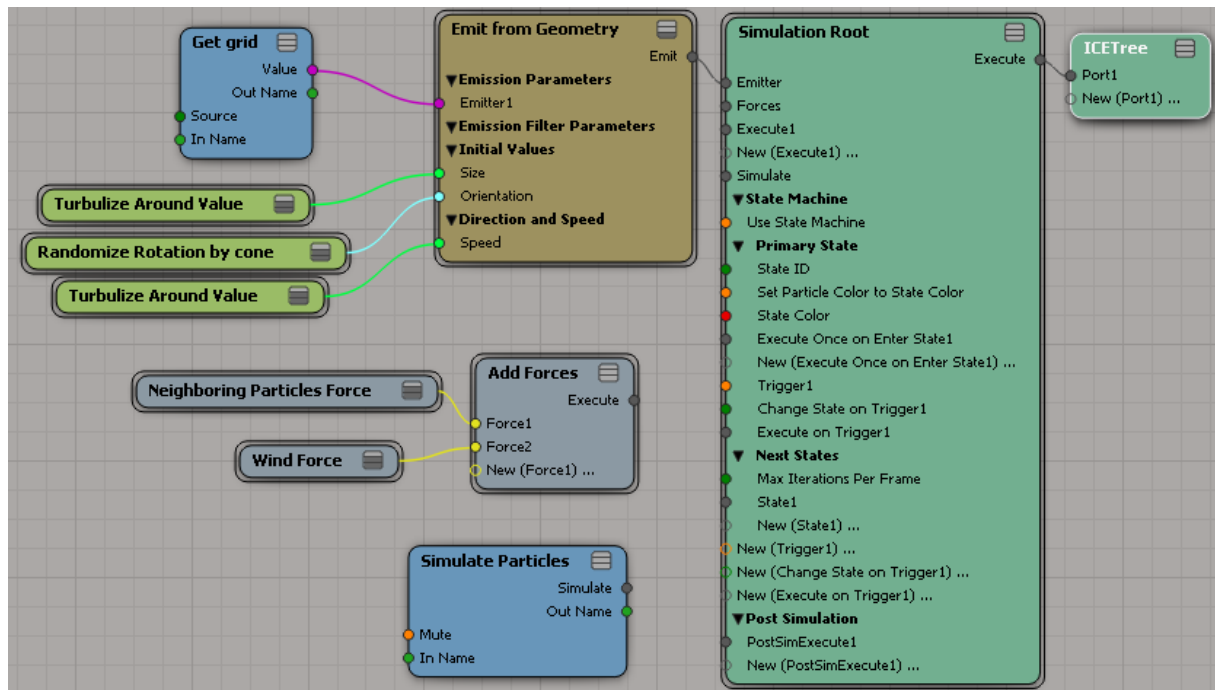 Get grid
Value
Out Name
Source
In Name
Turbulize Around Value
Randomize Rotation by cone
Turbulize Around Value
Emit from Geometry
Emit
▼Emission Parameters
Emitter1
▼Emission Filter Parameters
▼Initial Values
Size
Orientation
▼Direction and Speed
Speed
Neighboring Particles Force
Wind Force
Add Forces
Execute
Force1
Force2
New (Force1) ...
Simulate Particles
Simulate
Out Name
Mute
In Name
Simulation Root
Execute
Emitter
Forces
Execute1
New (Execute1) ...
Simulate
▼State Machine
Use State Machine
▼ Primary State
State ID
Set Particle Color to State Color
State Color
Execute Once on Enter State1
New (Execute Once on Enter State1) ...
Trigger1
Change State on Trigger1
Execute on Trigger1
▼ Next States
Max Iterations Per Frame
State1
New (State1) ...
New (Trigger1) ...
New (Change State on Trigger1) ...
New (Execute on Trigger1) ...
▼Post Simulation
PostSimExecute1
New (PostSimExecute1) ...
ICETree
Port1
New (Port1) ...